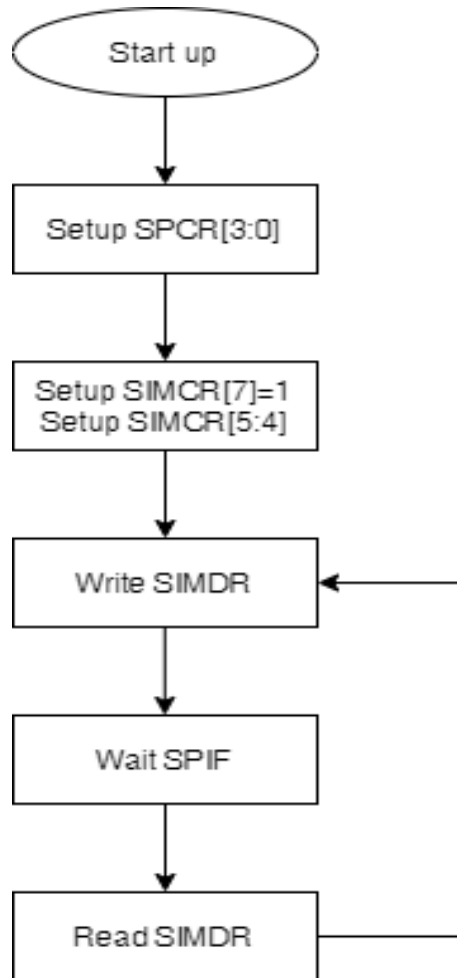 Start up
Setup SPCR[3:0]
Setup SIMCR[7]=1
Setup SIMCR[5:4]
Write SIMDR
Wait SPIF
Read SIMDR